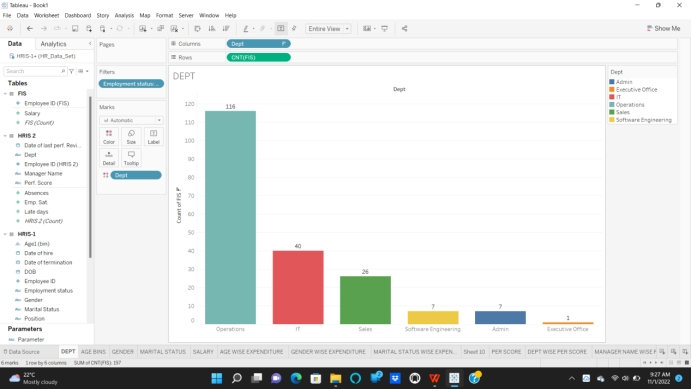 Tableau - Book1
File Data Worksheet Dashboard Story Analysis Map Format Server Window Help
Entire View
Show Me
Data Analytics
Pages
Columns Dept
Rows CNT(FIS)
HRIS-1+ (HR_Data_Set)
Search
Filters
Employment status: ...
Tables
FIS
Employee ID (FIS)
Salary
FIS (Count)
HRIS 2
Date of last perf. Revi...
Dept
Employee ID (HRIS 2)
Manager Name
Perf. Score
Absences
Emp. Sat.
Late days
HRIS 2 (Count)
HRIS-1
Age1 (bin)
Date of hire
Date of termination
DOB
Employee ID
Employment status
Gender
Marital Status
Position
Parameters
Parameter
Marks
Automatic
Color Size Label
Detail Tooltip
Dept
DEPT
Dept
Count of FIS
120
110
100
90
80
70
60
50
40
30
20
10
0
116
40
26
7
7
1
Operations IT Sales Software Engineering Admin Executive Office
Dept
Admin
Executive Office
IT
Operations
Sales
Software Engineering
Data Source DEPT AGE BINS GENDER MARITAL STATUS SALARY AGE WISE EXPENDITURE GENDER WISE EXPENDITURE MARITAL STATUS WISE EXPEN... Sheet 10 PER SCORE DEPT WISE PER SCORE MANAGER NAME WISE F
6 marks 1 row by 6 columns SUM of CNT(FIS): 197
22°C
Mostly cloudy
9:27 AM
11/1/2022